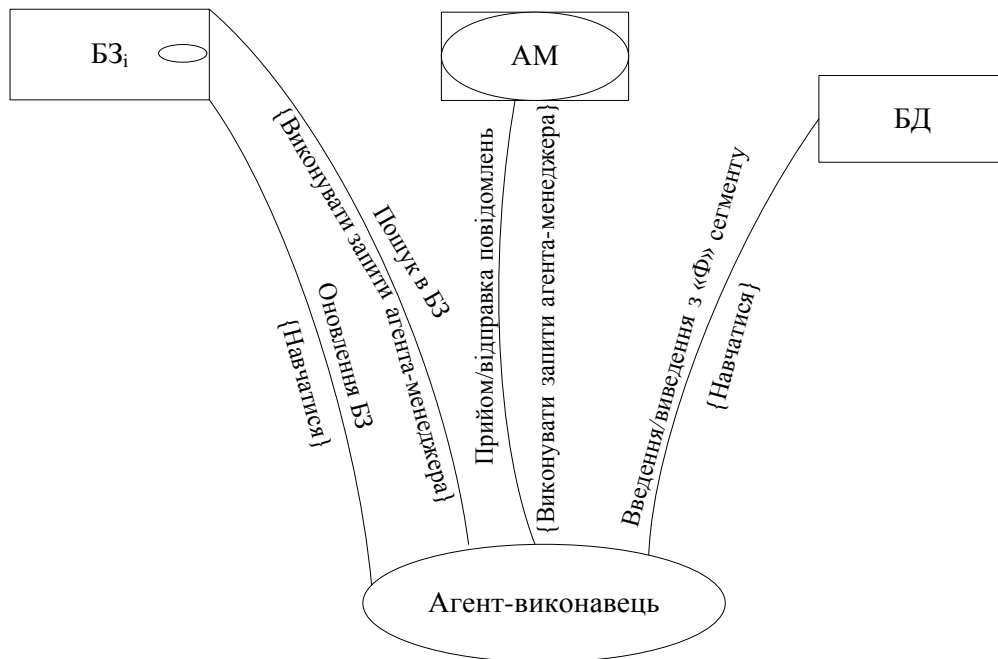 БЗi
АМ
БД
{Виконувати запити агента-менеджера}
Пошук в БЗ
Оновлення БЗ
{Навчатися}
Прийом/відправка повідомлень
{Виконувати запити агента-менеджера}
Введення/виведення з «Ф» сегменту
{Навчатися}
Агент-виконавець